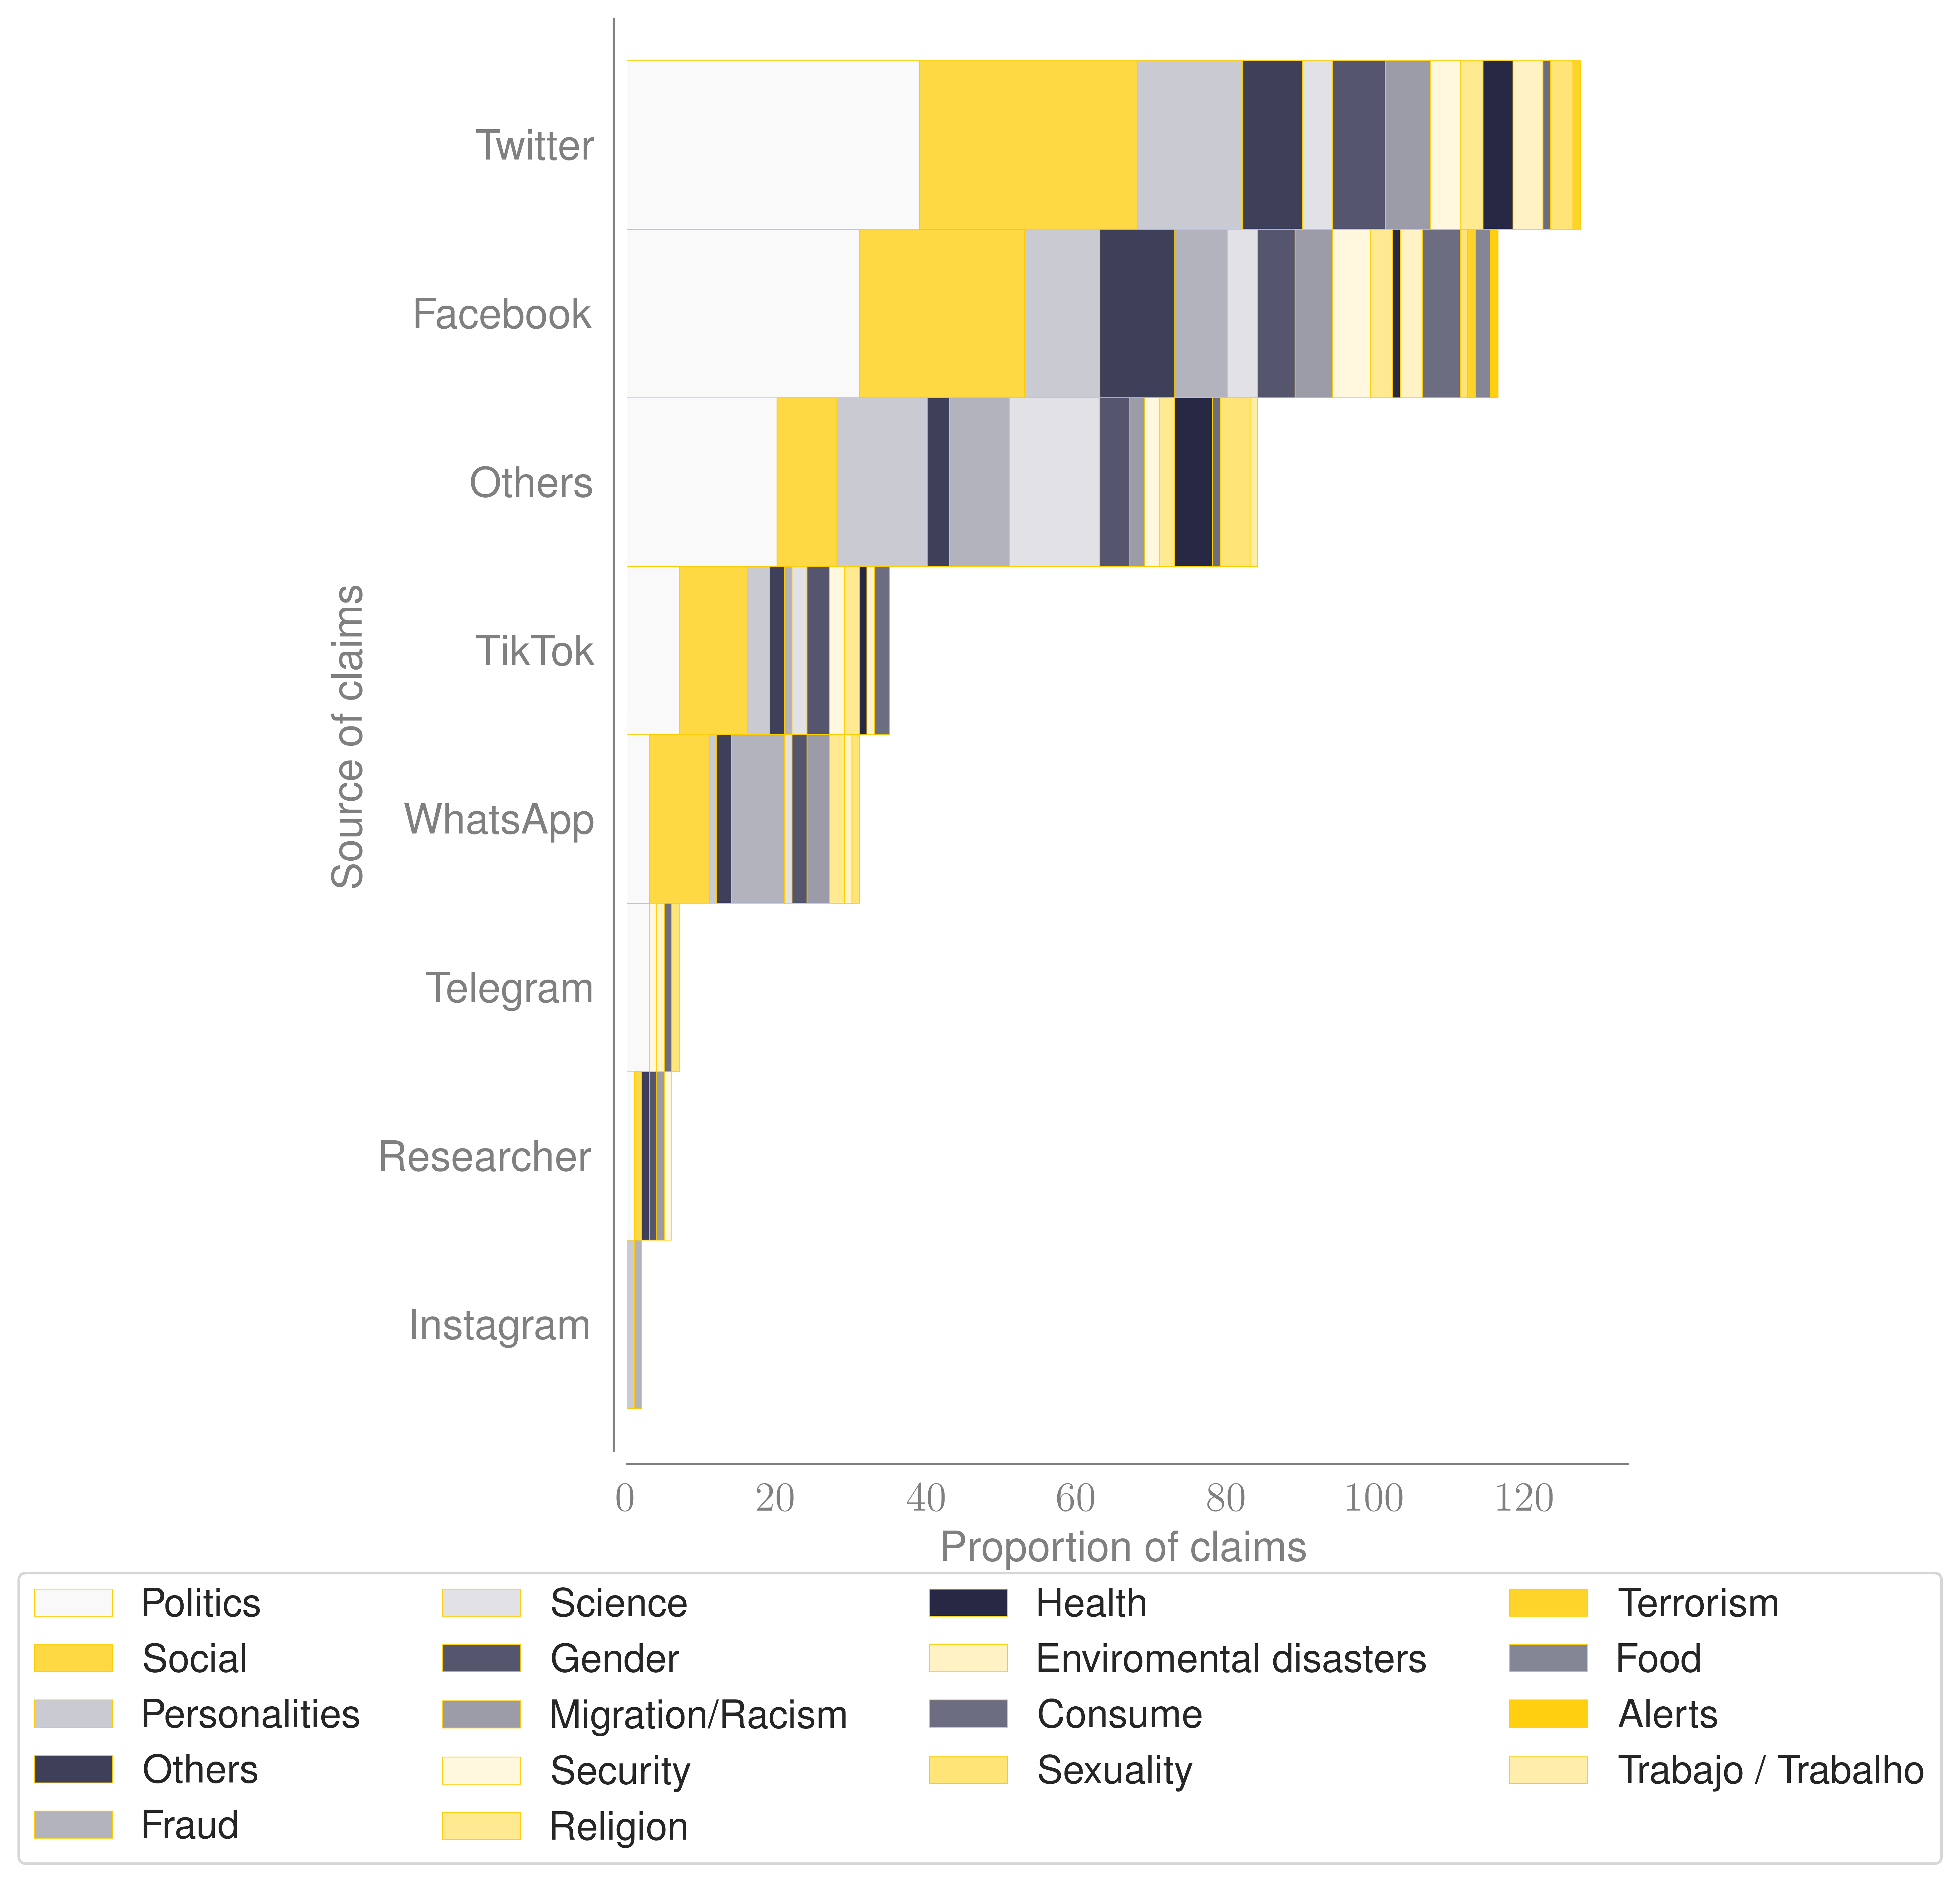 Twitter
Facebook
Others
TikTok
WhatsApp
Telegram
Researcher
Instagram
Source of claims
0 20 40 60 80 100 120
Proportion of claims
Politics
Social
Personalities
Others
Fraud
Science
Gender
Migration/Racism
Security
Religion
Health
Enviromental disasters
Consume
Sexuality
Terrorism
Food
Alerts
Trabajo / Trabalho